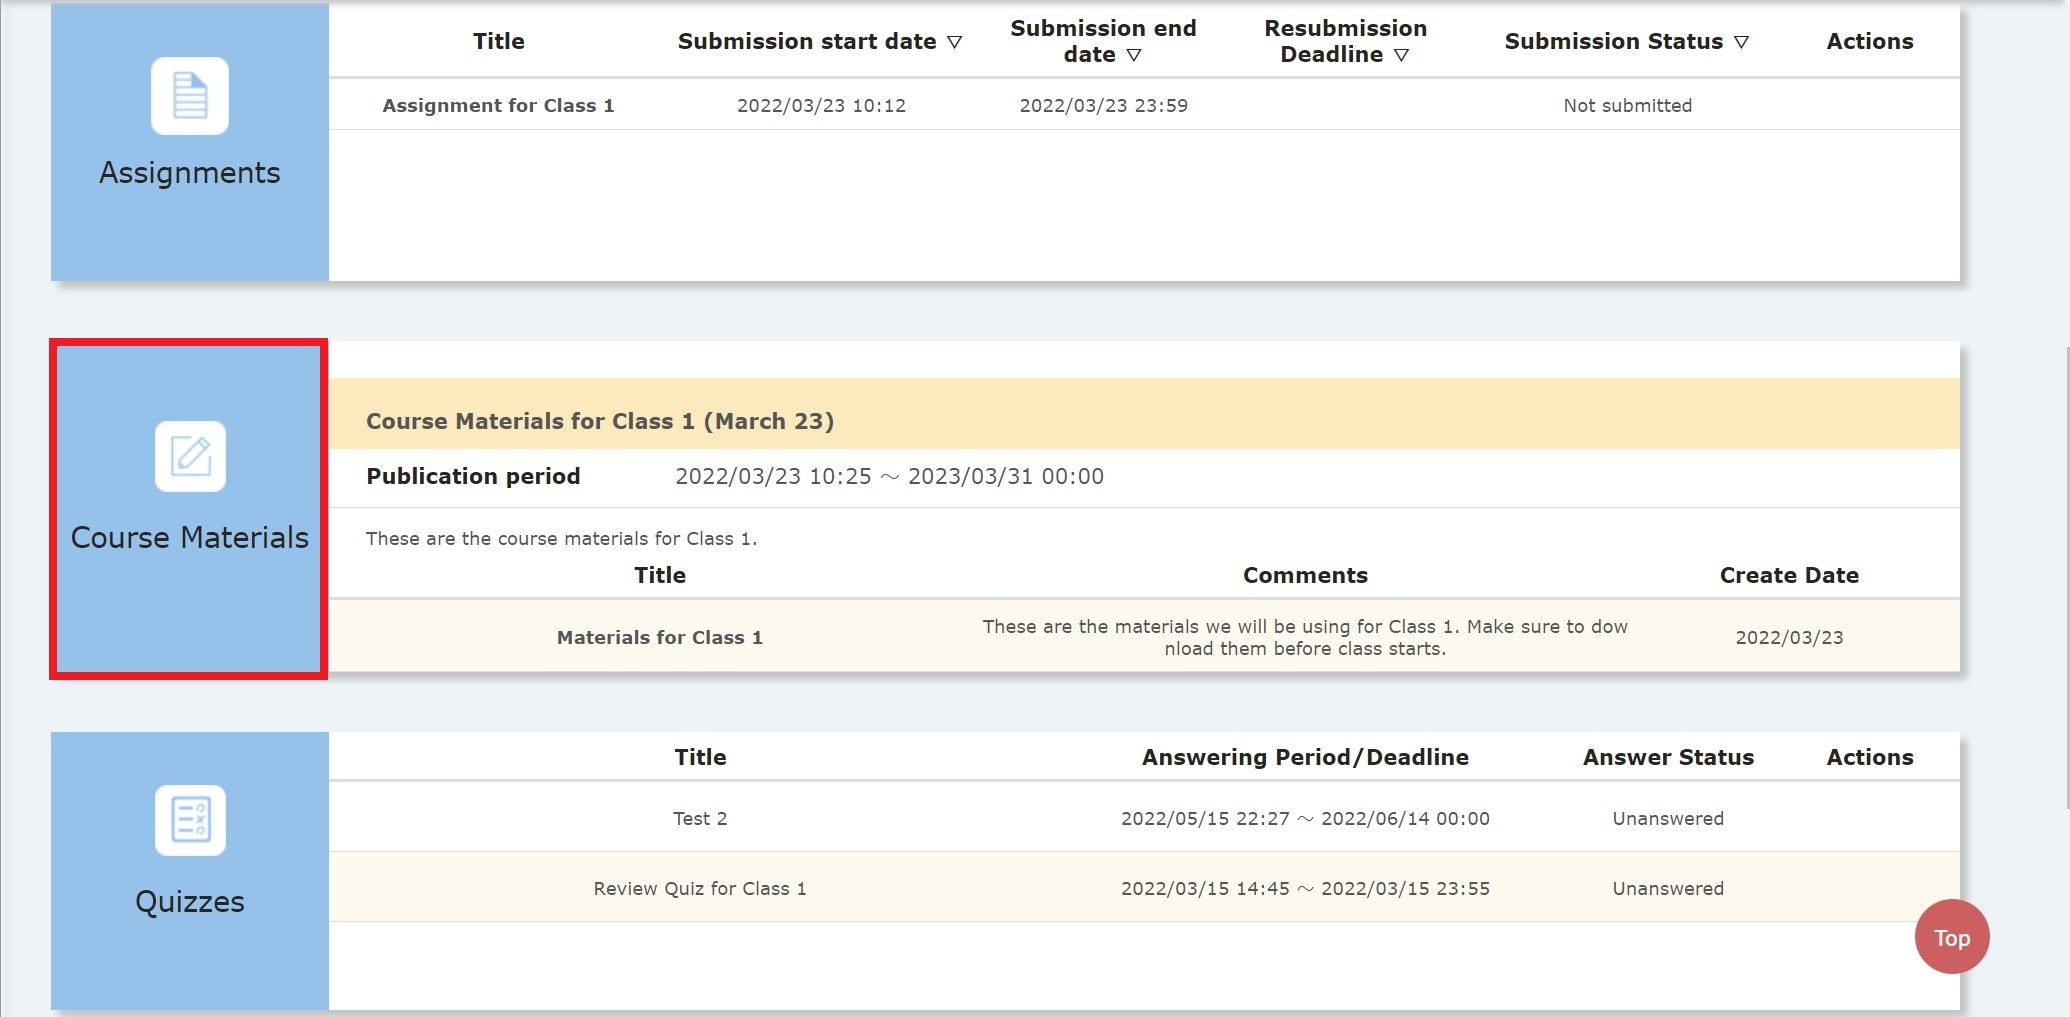 Title
Submission start date ▽
Submission end
date ▽
Resubmission
Deadline ▽
Submission Status ▽
Actions
Assignment for Class 1
2022/03/23 10:12
2022/03/23 23:59
Not submitted
Assignments
Course Materials
Course Materials for Class 1 (March 23)
Publication period
2022/03/23 10:25 ～ 2023/03/31 00:00
These are the course materials for Class 1.
Title
Comments
Create Date
Materials for Class 1
These are the materials we will be using for Class 1. Make sure to dow
nload them before class starts.
2022/03/23
Quizzes
Title
Answering Period/Deadline
Answer Status
Actions
Test 2
2022/05/15 22:27 ～ 2022/06/14 00:00
Unanswered
Review Quiz for Class 1
2022/03/15 14:45 ～ 2022/03/15 23:55
Unanswered
Top